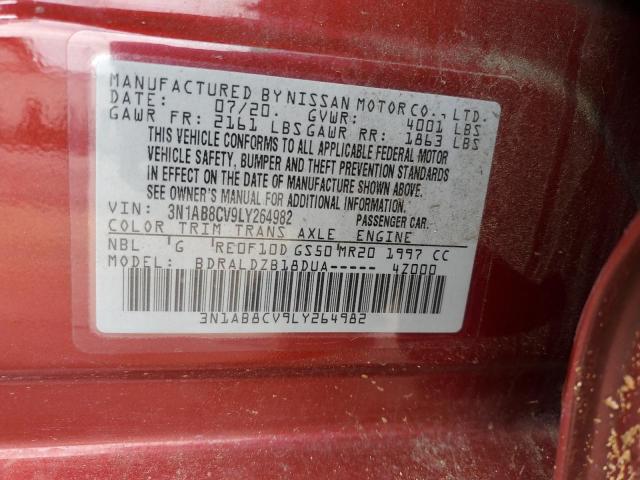 MANUFACTURED BY NISSAN MOTOR CO., LTD.
DATE: 07/20. GVWR: 4001 LBS
GAWR FR: 2161 LBS GAWR RR: 1863 LBS
THIS VEHICLE CONFORMS TO ALL APPLICABLE FEDERAL MOTOR
VEHICLE SAFETY, BUMPER AND THEFT PREVENTION STANDARDS
IN EFFECT ON THE DATE OF MANUFACTURE SHOWN ABOVE.
SEE OWNER'S MANUAL FOR ADDITIONAL INFORMATION
VIN: 3N1AB8CV9LY264982 PASSENGER CAR.
COLOR TRIM TRANS AXLE ENGINE
NBL G RE0F10D GS50 MR20 1997 CC
MODEL: BDRALDZB18DUA----- 4Z000
3N1AB8CV9LY264982